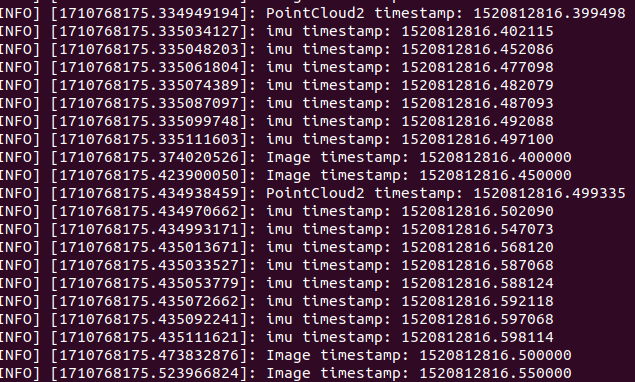 INFO] [1710768175.334949194]: PointCloud2 timestamp: 1520812816.399498
INFO] [1710768175.335034127]: imu timestamp: 1520812816.402115
INFO] [1710768175.335048203]: imu timestamp: 1520812816.452086
INFO] [1710768175.335061804]: imu timestamp: 1520812816.477098
INFO] [1710768175.335074389]: imu timestamp: 1520812816.482079
INFO] [1710768175.335087097]: imu timestamp: 1520812816.487093
INFO] [1710768175.335099748]: imu timestamp: 1520812816.492088
INFO] [1710768175.335111603]: imu timestamp: 1520812816.497100
INFO] [1710768175.374020526]: Image timestamp: 1520812816.400000
INFO] [1710768175.423900050]: Image timestamp: 1520812816.450000
INFO] [1710768175.434938459]: PointCloud2 timestamp: 1520812816.499335
INFO] [1710768175.434970662]: imu timestamp: 1520812816.502090
INFO] [1710768175.434993171]: imu timestamp: 1520812816.547073
INFO] [1710768175.435013671]: imu timestamp: 1520812816.568120
INFO] [1710768175.435033527]: imu timestamp: 1520812816.587068
INFO] [1710768175.435053779]: imu timestamp: 1520812816.588124
INFO] [1710768175.435072662]: imu timestamp: 1520812816.592118
INFO] [1710768175.435092241]: imu timestamp: 1520812816.597068
INFO] [1710768175.435111621]: imu timestamp: 1520812816.598114
INFO] [1710768175.473832876]: Image timestamp: 1520812816.500000
INFO] [1710768175.523966824]: Image timestamp: 1520812816.550000